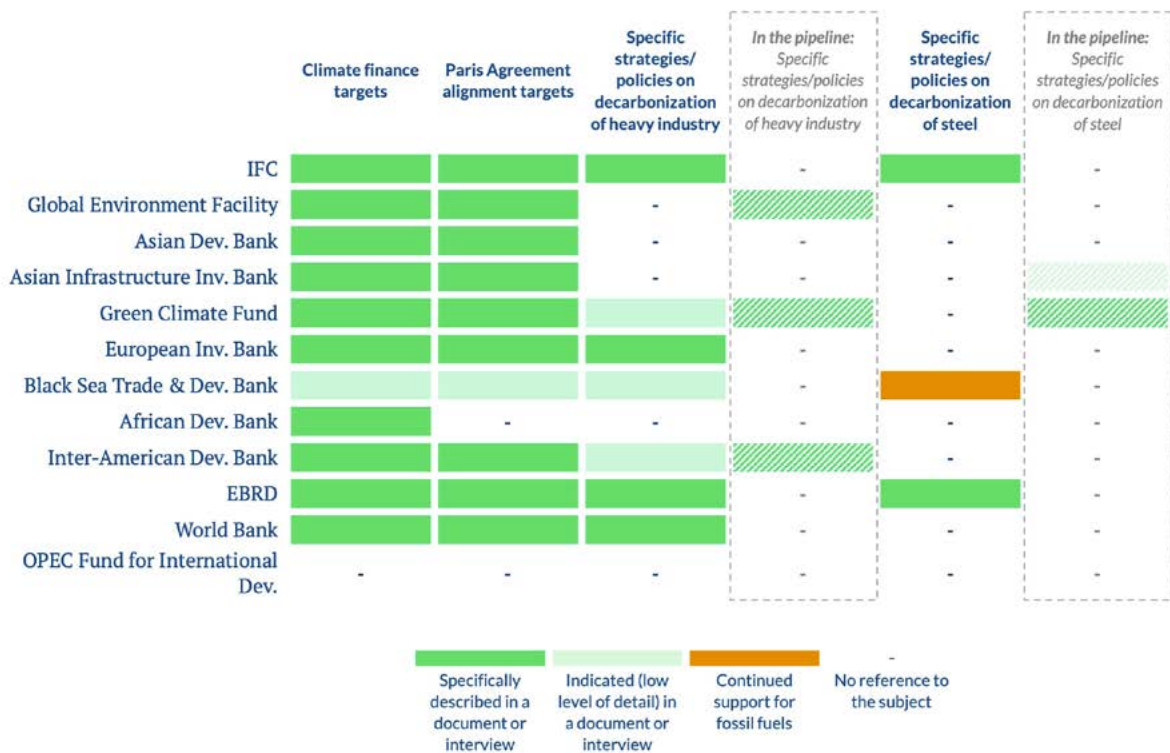 Climate finance
targets
Paris Agreement
alignment targets
Specific
strategies/
policies on
decarbonization
of heavy industry
In the pipeline:
Specific
strategies/policies
on decarbonization
of heavy industry
Specific
strategies/
policies on
decarbonization
of steel
In the pipeline:
Specific
strategies/policies
on decarbonization
of steel
IFC - -
Global Environment Facility - - -
Asian Dev. Bank - - - -
Asian Infrastructure Inv. Bank - - -
Green Climate Fund -
European Inv. Bank - - -
Black Sea Trade & Dev. Bank - -
African Dev. Bank - - - - -
Inter-American Dev. Bank - -
EBRD - -
World Bank - - -
OPEC Fund for International
Dev. - - - - - -
Specifically
described in a
document or
interview
Indicated (low
level of detail) in
a document or
interview
Continued
support for
fossil fuels
-
No reference to
the subject